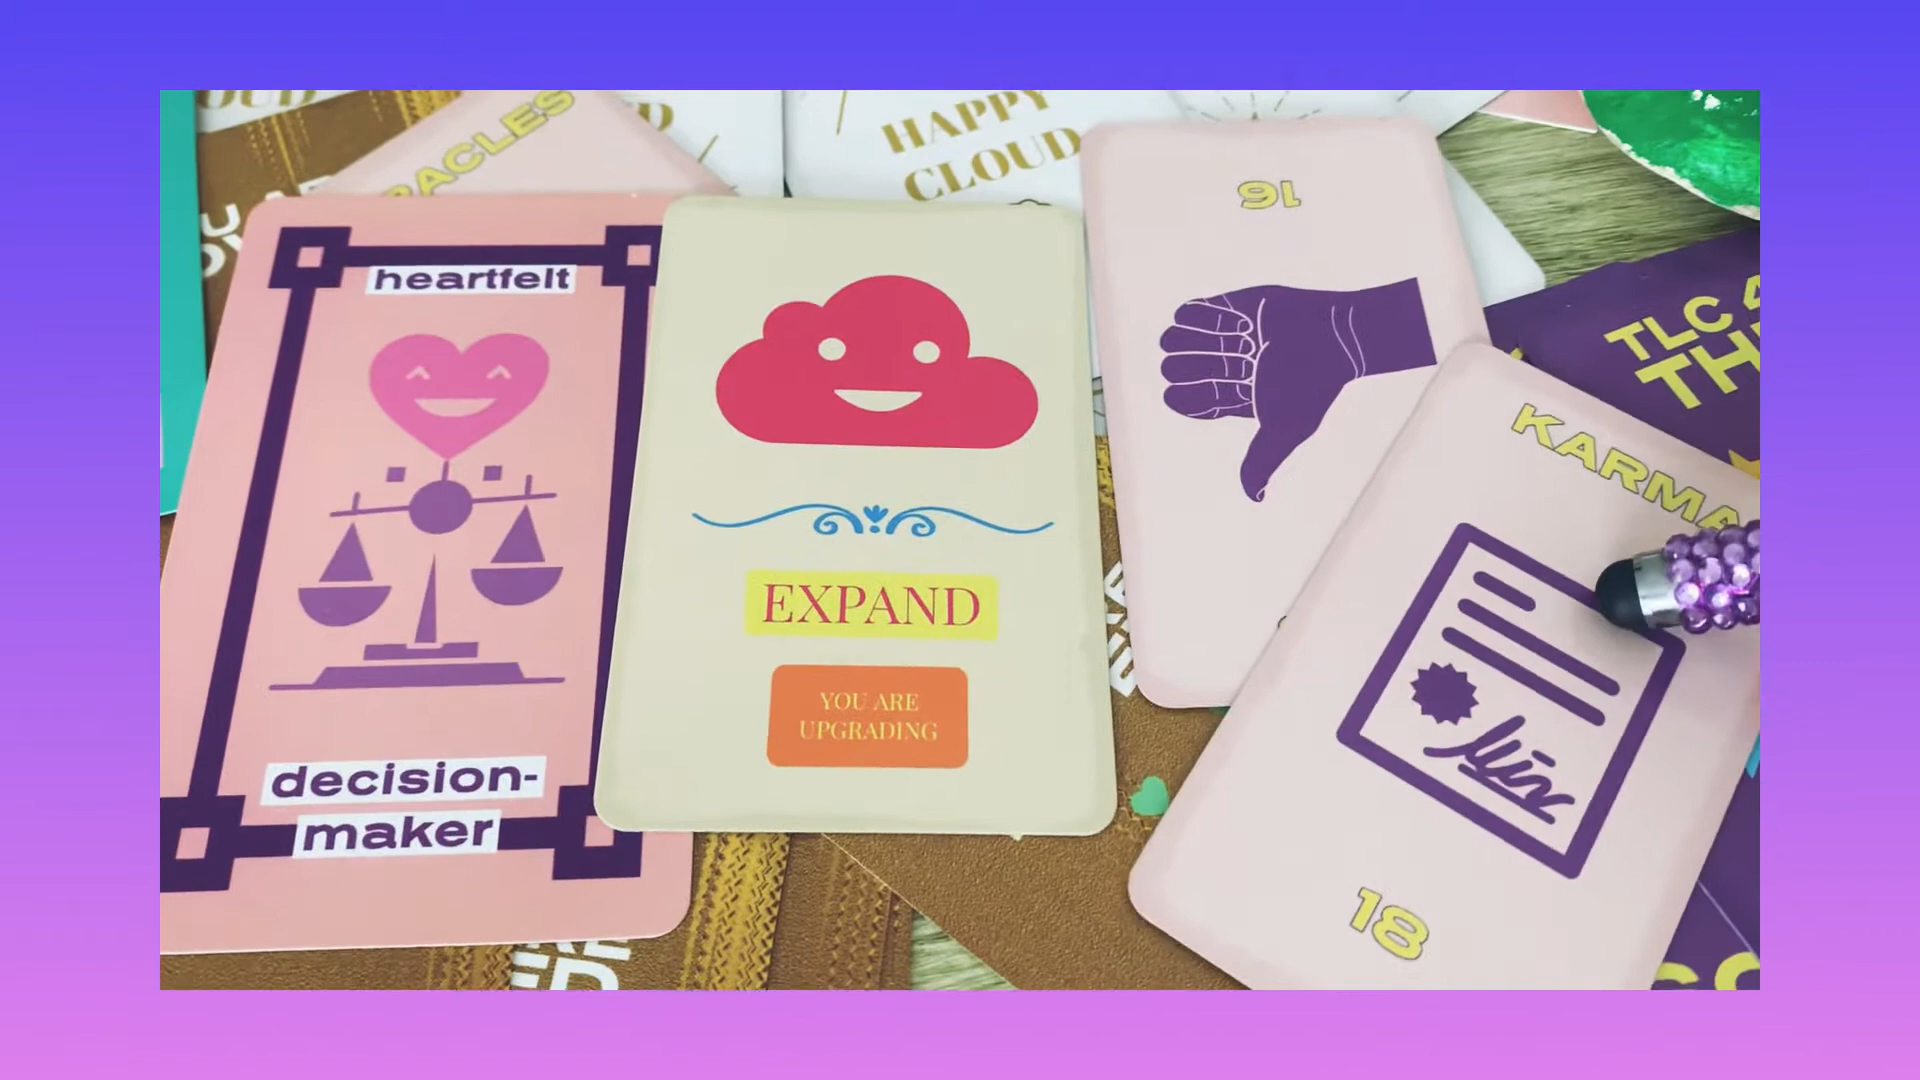 HAPPY
CLOUD
heartfelt
decision-
maker
EXPAND
YOU ARE
UPGRADING
16
KARMA
18
TLC